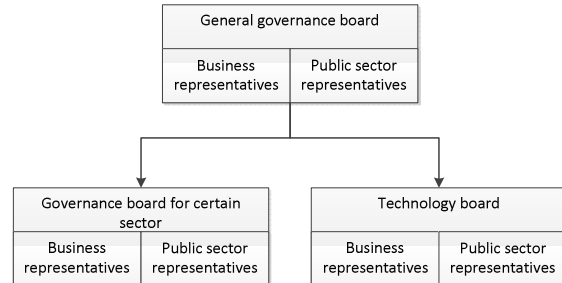 General governance board
Business
representatives
Public sector
representatives
Governance board for certain
sector
Business
representatives
Public sector
representatives
Technology board
Business
representatives
Public sector
representatives